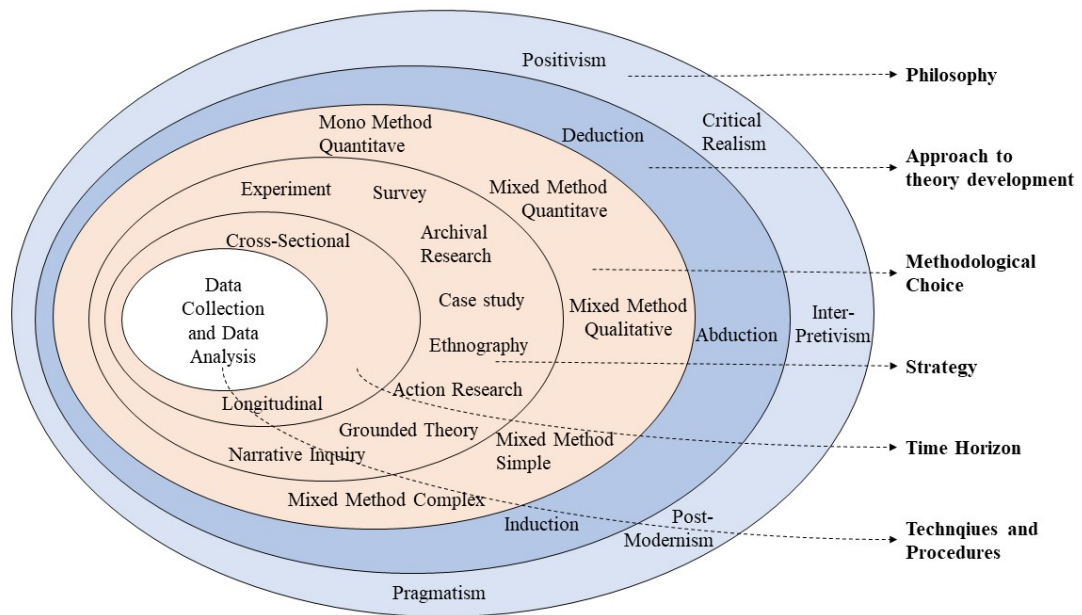 Positivism
Philosophy
Critical
Realism
Mono Method
Quantitave
Deduction
Approach to
theory development
Experiment
Survey
Mixed Method
Quantitave
Cross-Sectional
Archival
Research
Methodological
Choice
Data
Collection
and Data
Analysis
Case study
Mixed Method
Qualitative
Inter-
Pretivism
Abduction
Ethnography
Strategy
Action Research
Longitudinal
Grounded Theory
Mixed Method
Simple
Time Horizon
Narrative Inquiry
Mixed Method Complex
Induction
Post-
Modernism
Technqiues and
Procedures
Pragmatism